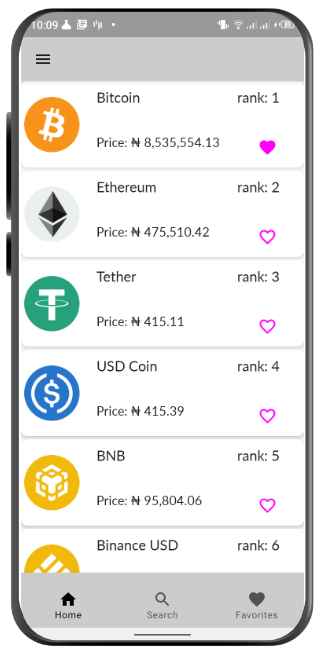 10:09
Bitcoin rank: 1
Price: ₦ 8,535,554.13
Ethereum rank: 2
Price: ₦ 475,510.42
Tether rank: 3
Price: ₦ 415.11
USD Coin rank: 4
Price: ₦ 415.39
BNB rank: 5
Price: ₦ 95,804.06
Binance USD rank: 6
Home Search Favorites